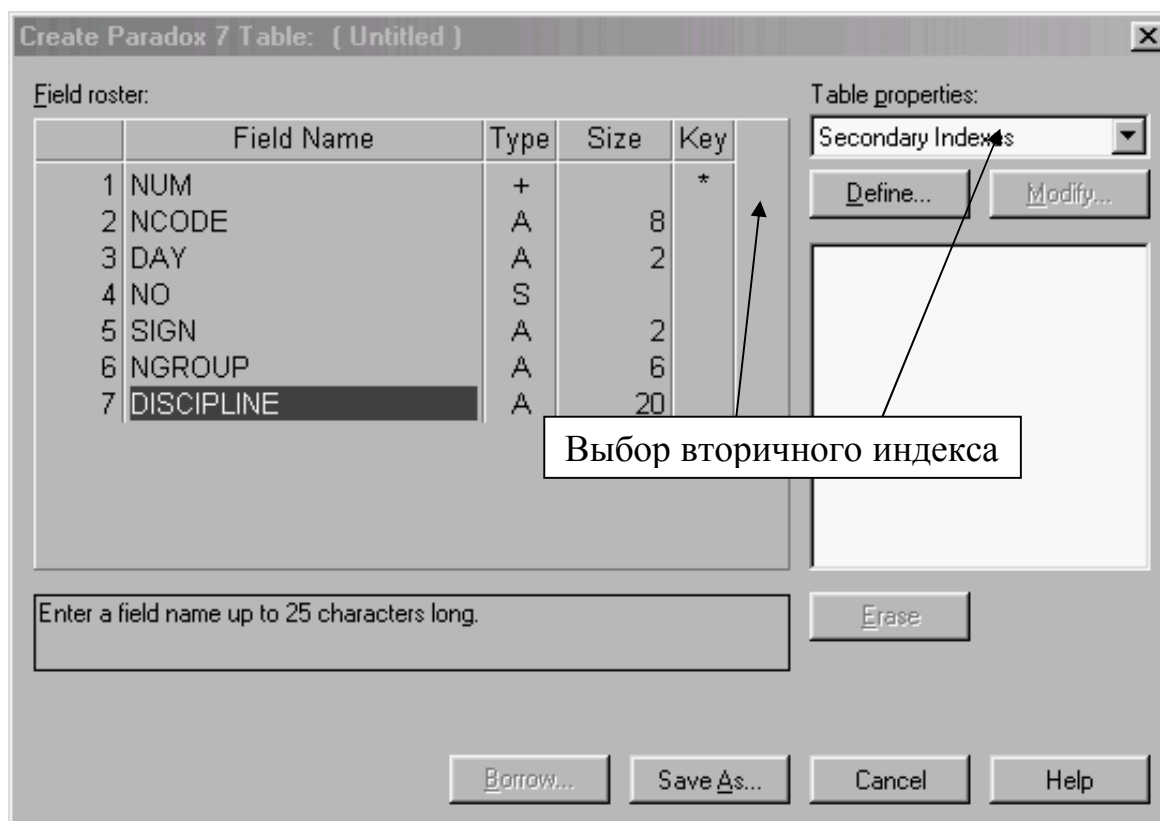 Create Paradox 7 Table: ( Untitled )
Field roster:
Field Name Type Size Key
1 NUM + *
2 NCODE A 8
3 DAY A 2
4 NO S
5 SIGN A 2
6 NGROUP A 6
7 DISCIPLINE A 20
Table properties:
Secondary Indexes
Define... Modify...
Выбор вторичного индекса
Enter a field name up to 25 characters long.
Erase
Borrow... Save As... Cancel Help